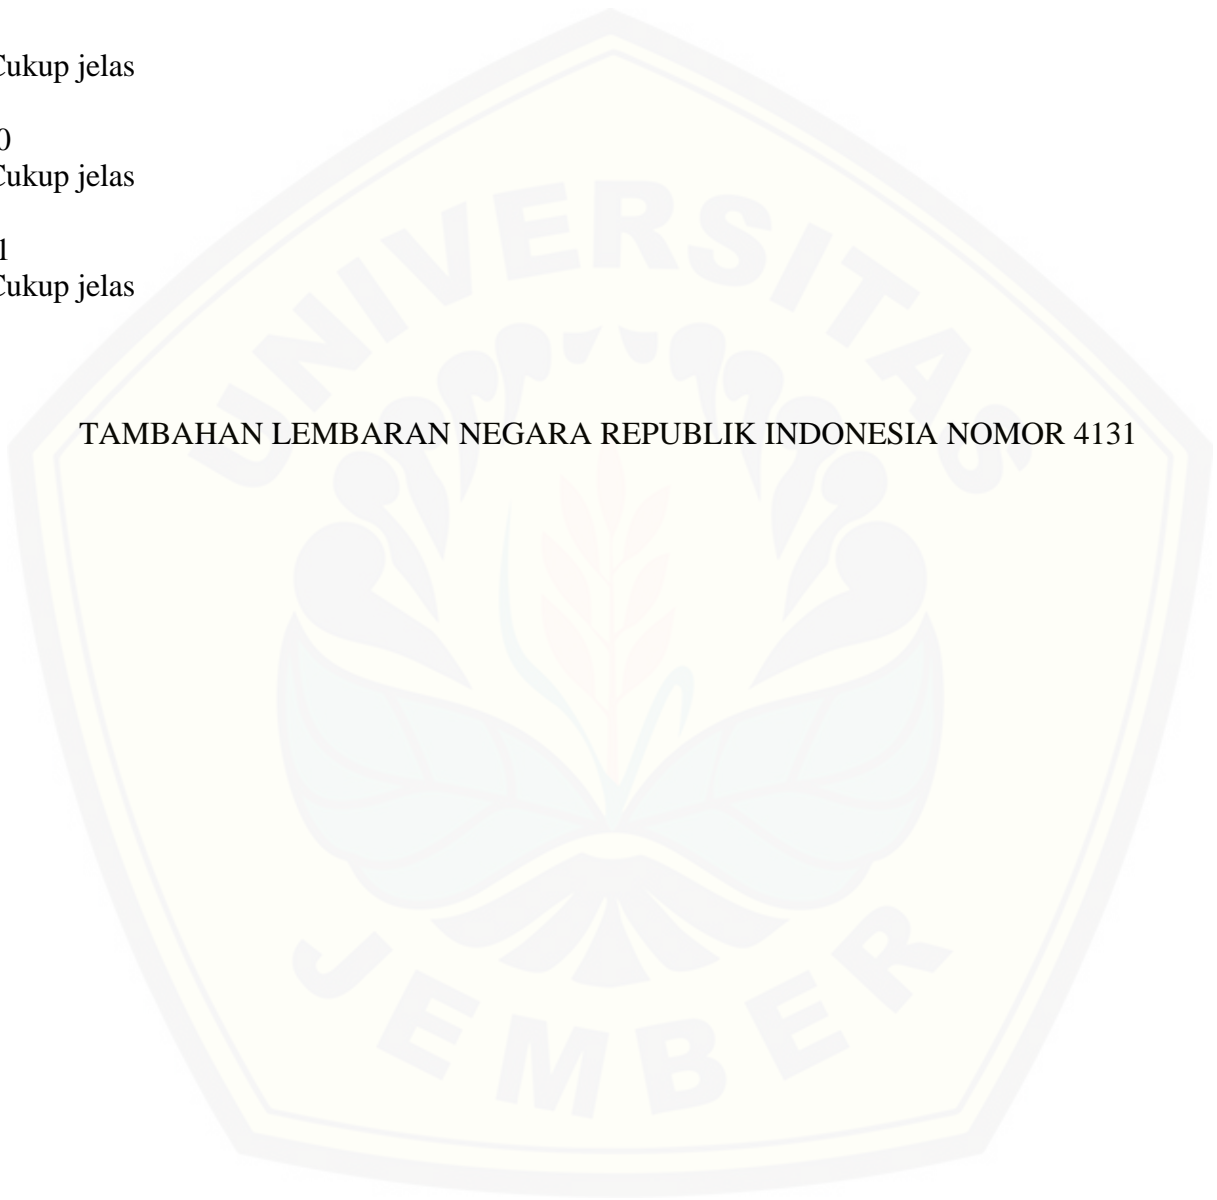 Cukup jelas
0
Cukup jelas
1
Cukup jelas
TAMBAHAN LEMBARAN NEGARA REPUBLIK INDONESIA NOMOR 4131
UNIVERSITAS
JEMBER